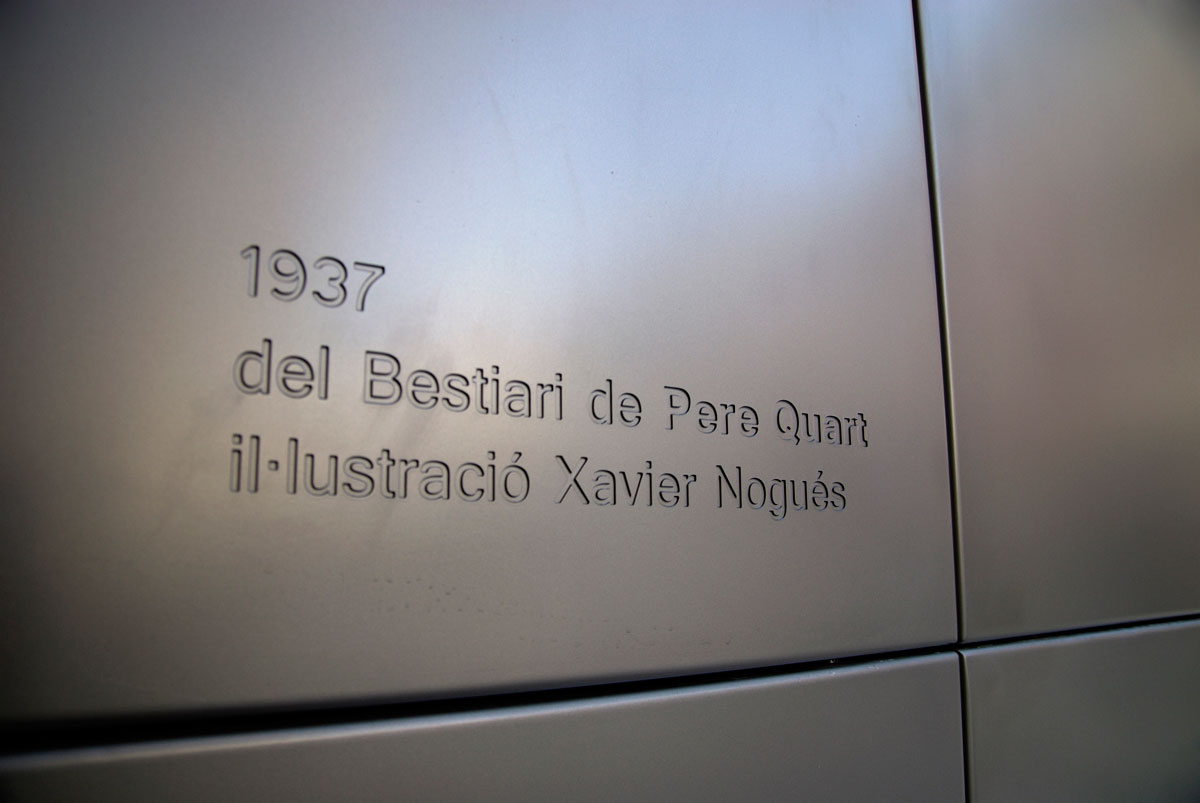 1937
del Bestiari de Pere Quart
il·lustració Xavier Nogués